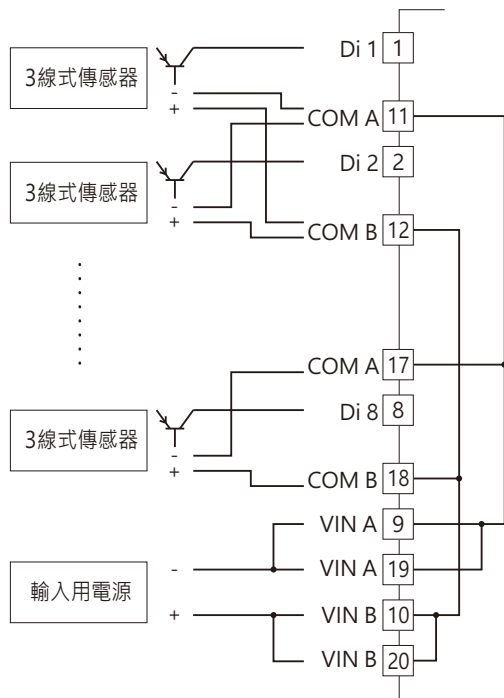 Di 1 1
3線式傳感器
-
+
COM A 11
Di 2 2
3線式傳感器
-
+
COM B 12
COM A 17
Di 8 8
3線式傳感器
-
+
COM B 18
VIN A 9
-
VIN A 19
輸入用電源
+
VIN B 10
VIN B 20